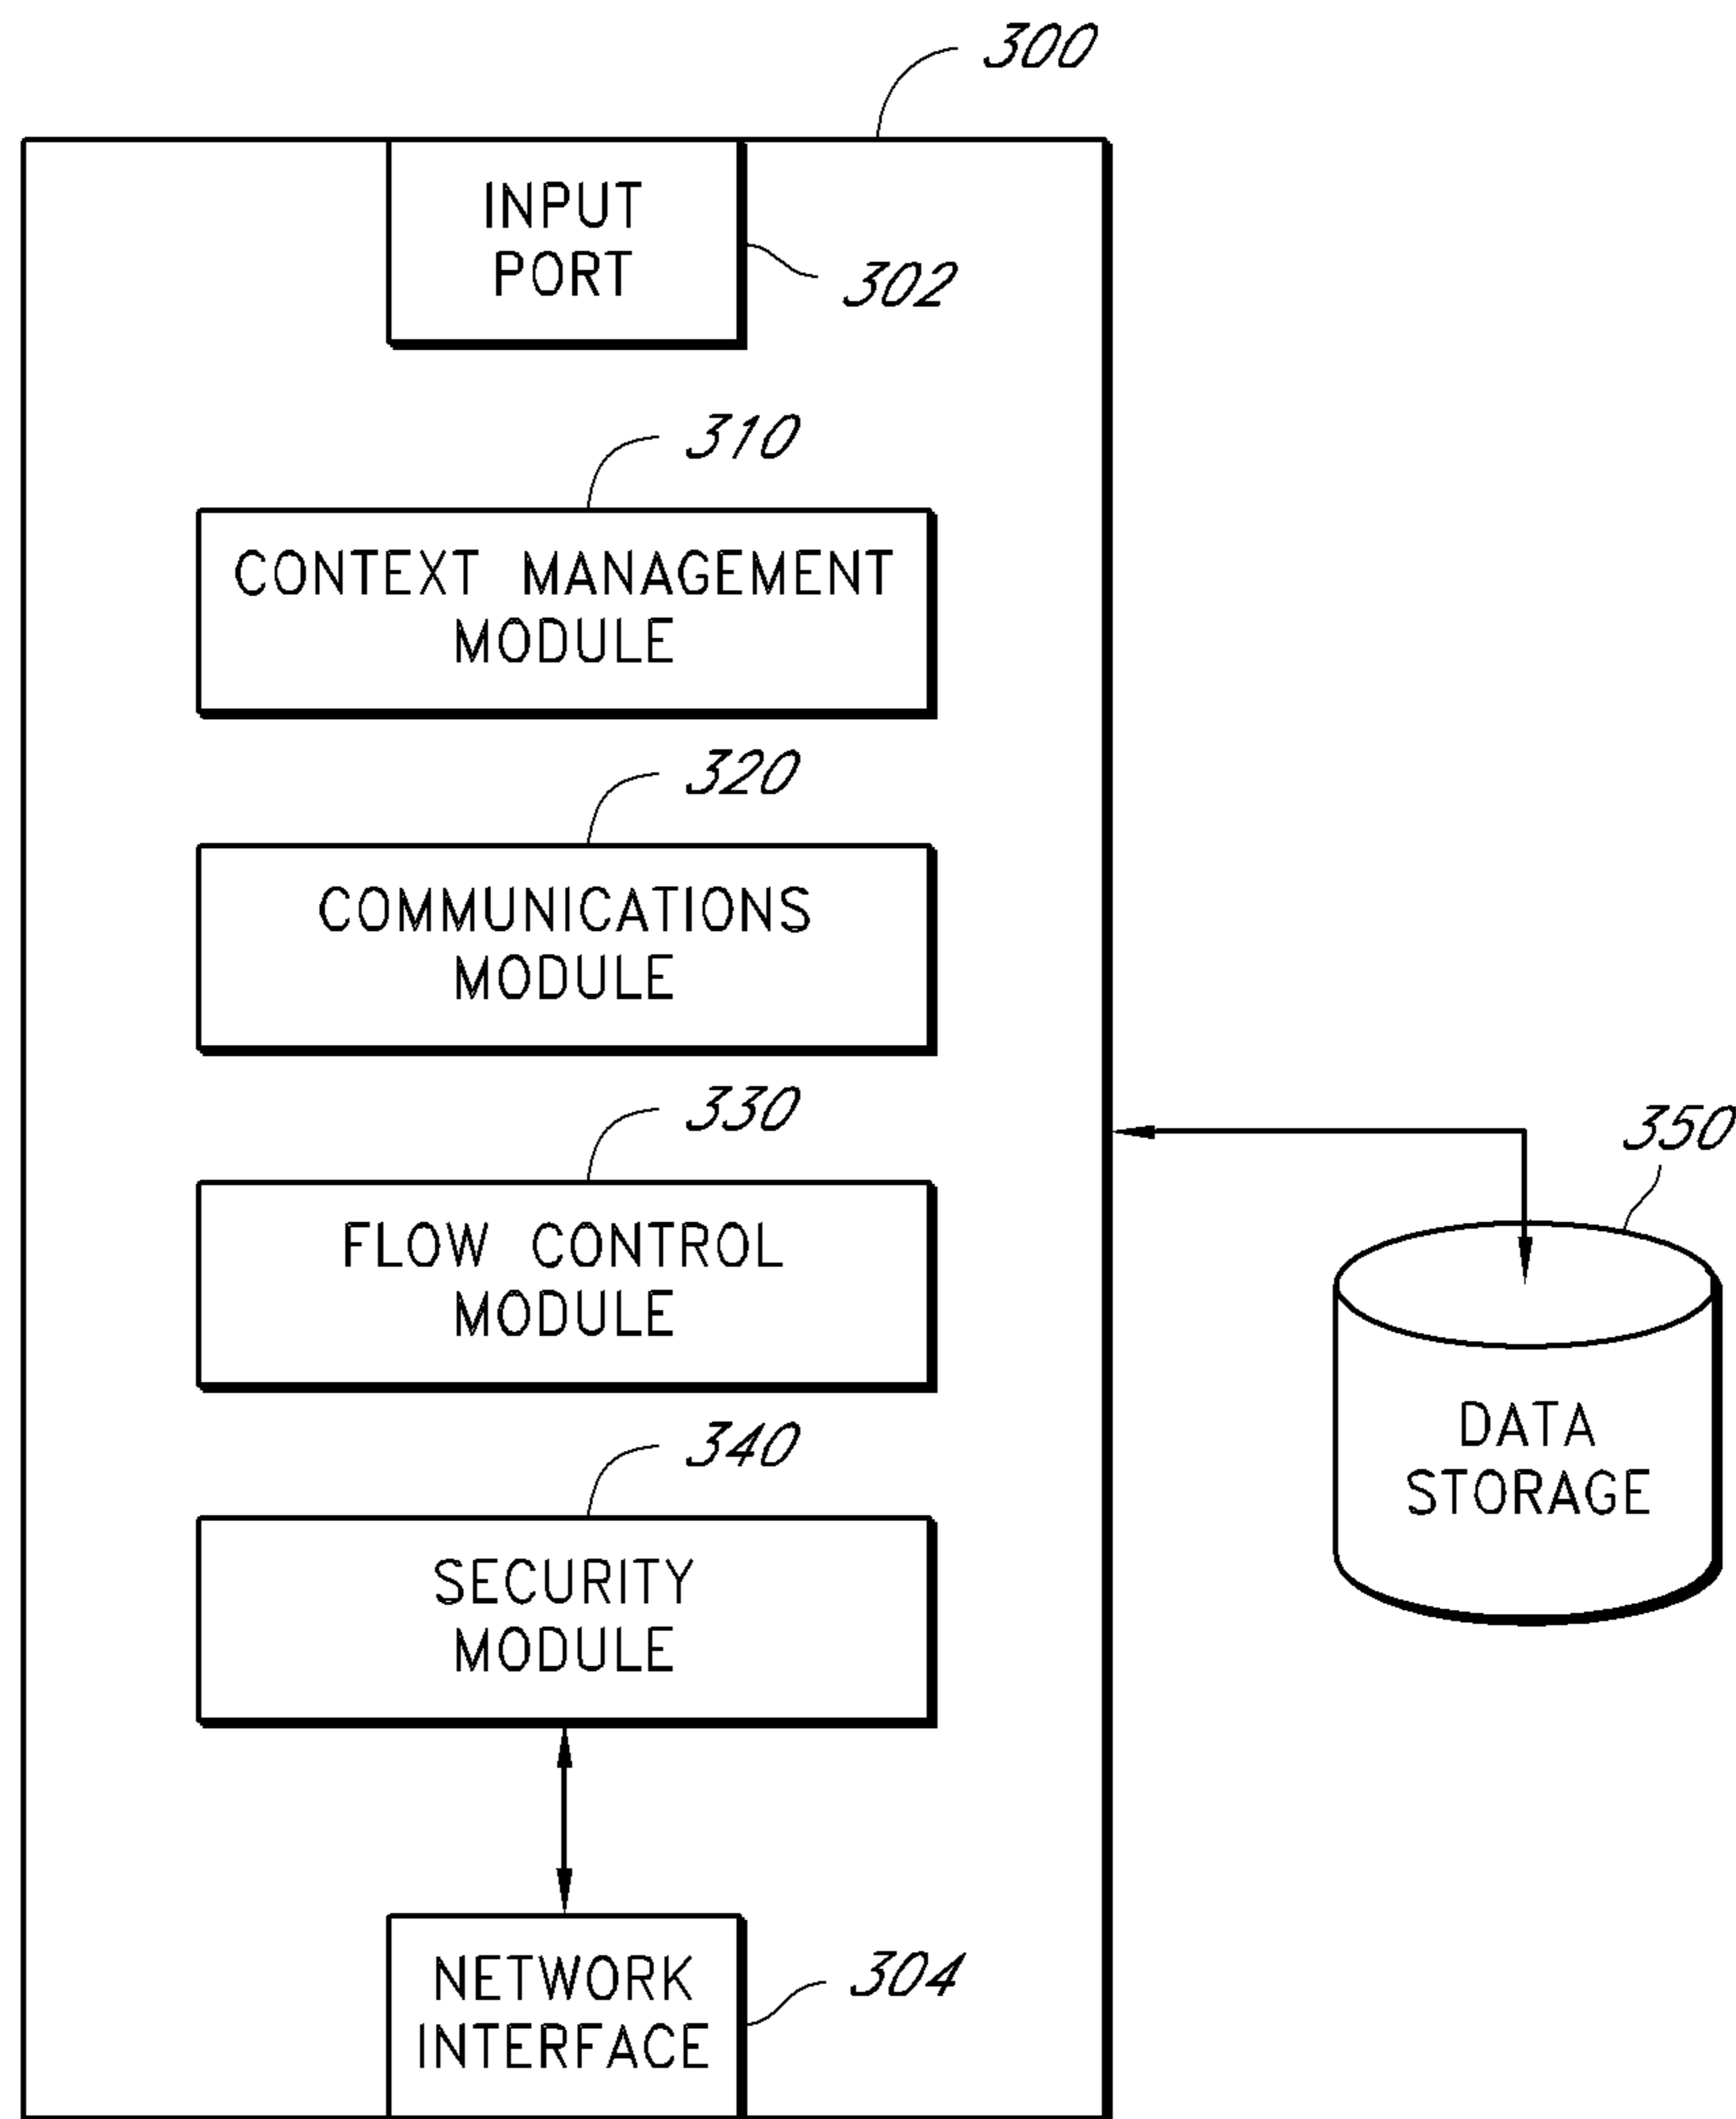 300
INPUT
PORT
302
310
CONTEXT MANAGEMENT
MODULE
320
COMMUNICATIONS
MODULE
330
FLOW CONTROL
MODULE
350
DATA
STORAGE
340
SECURITY
MODULE
NETWORK
INTERFACE
304